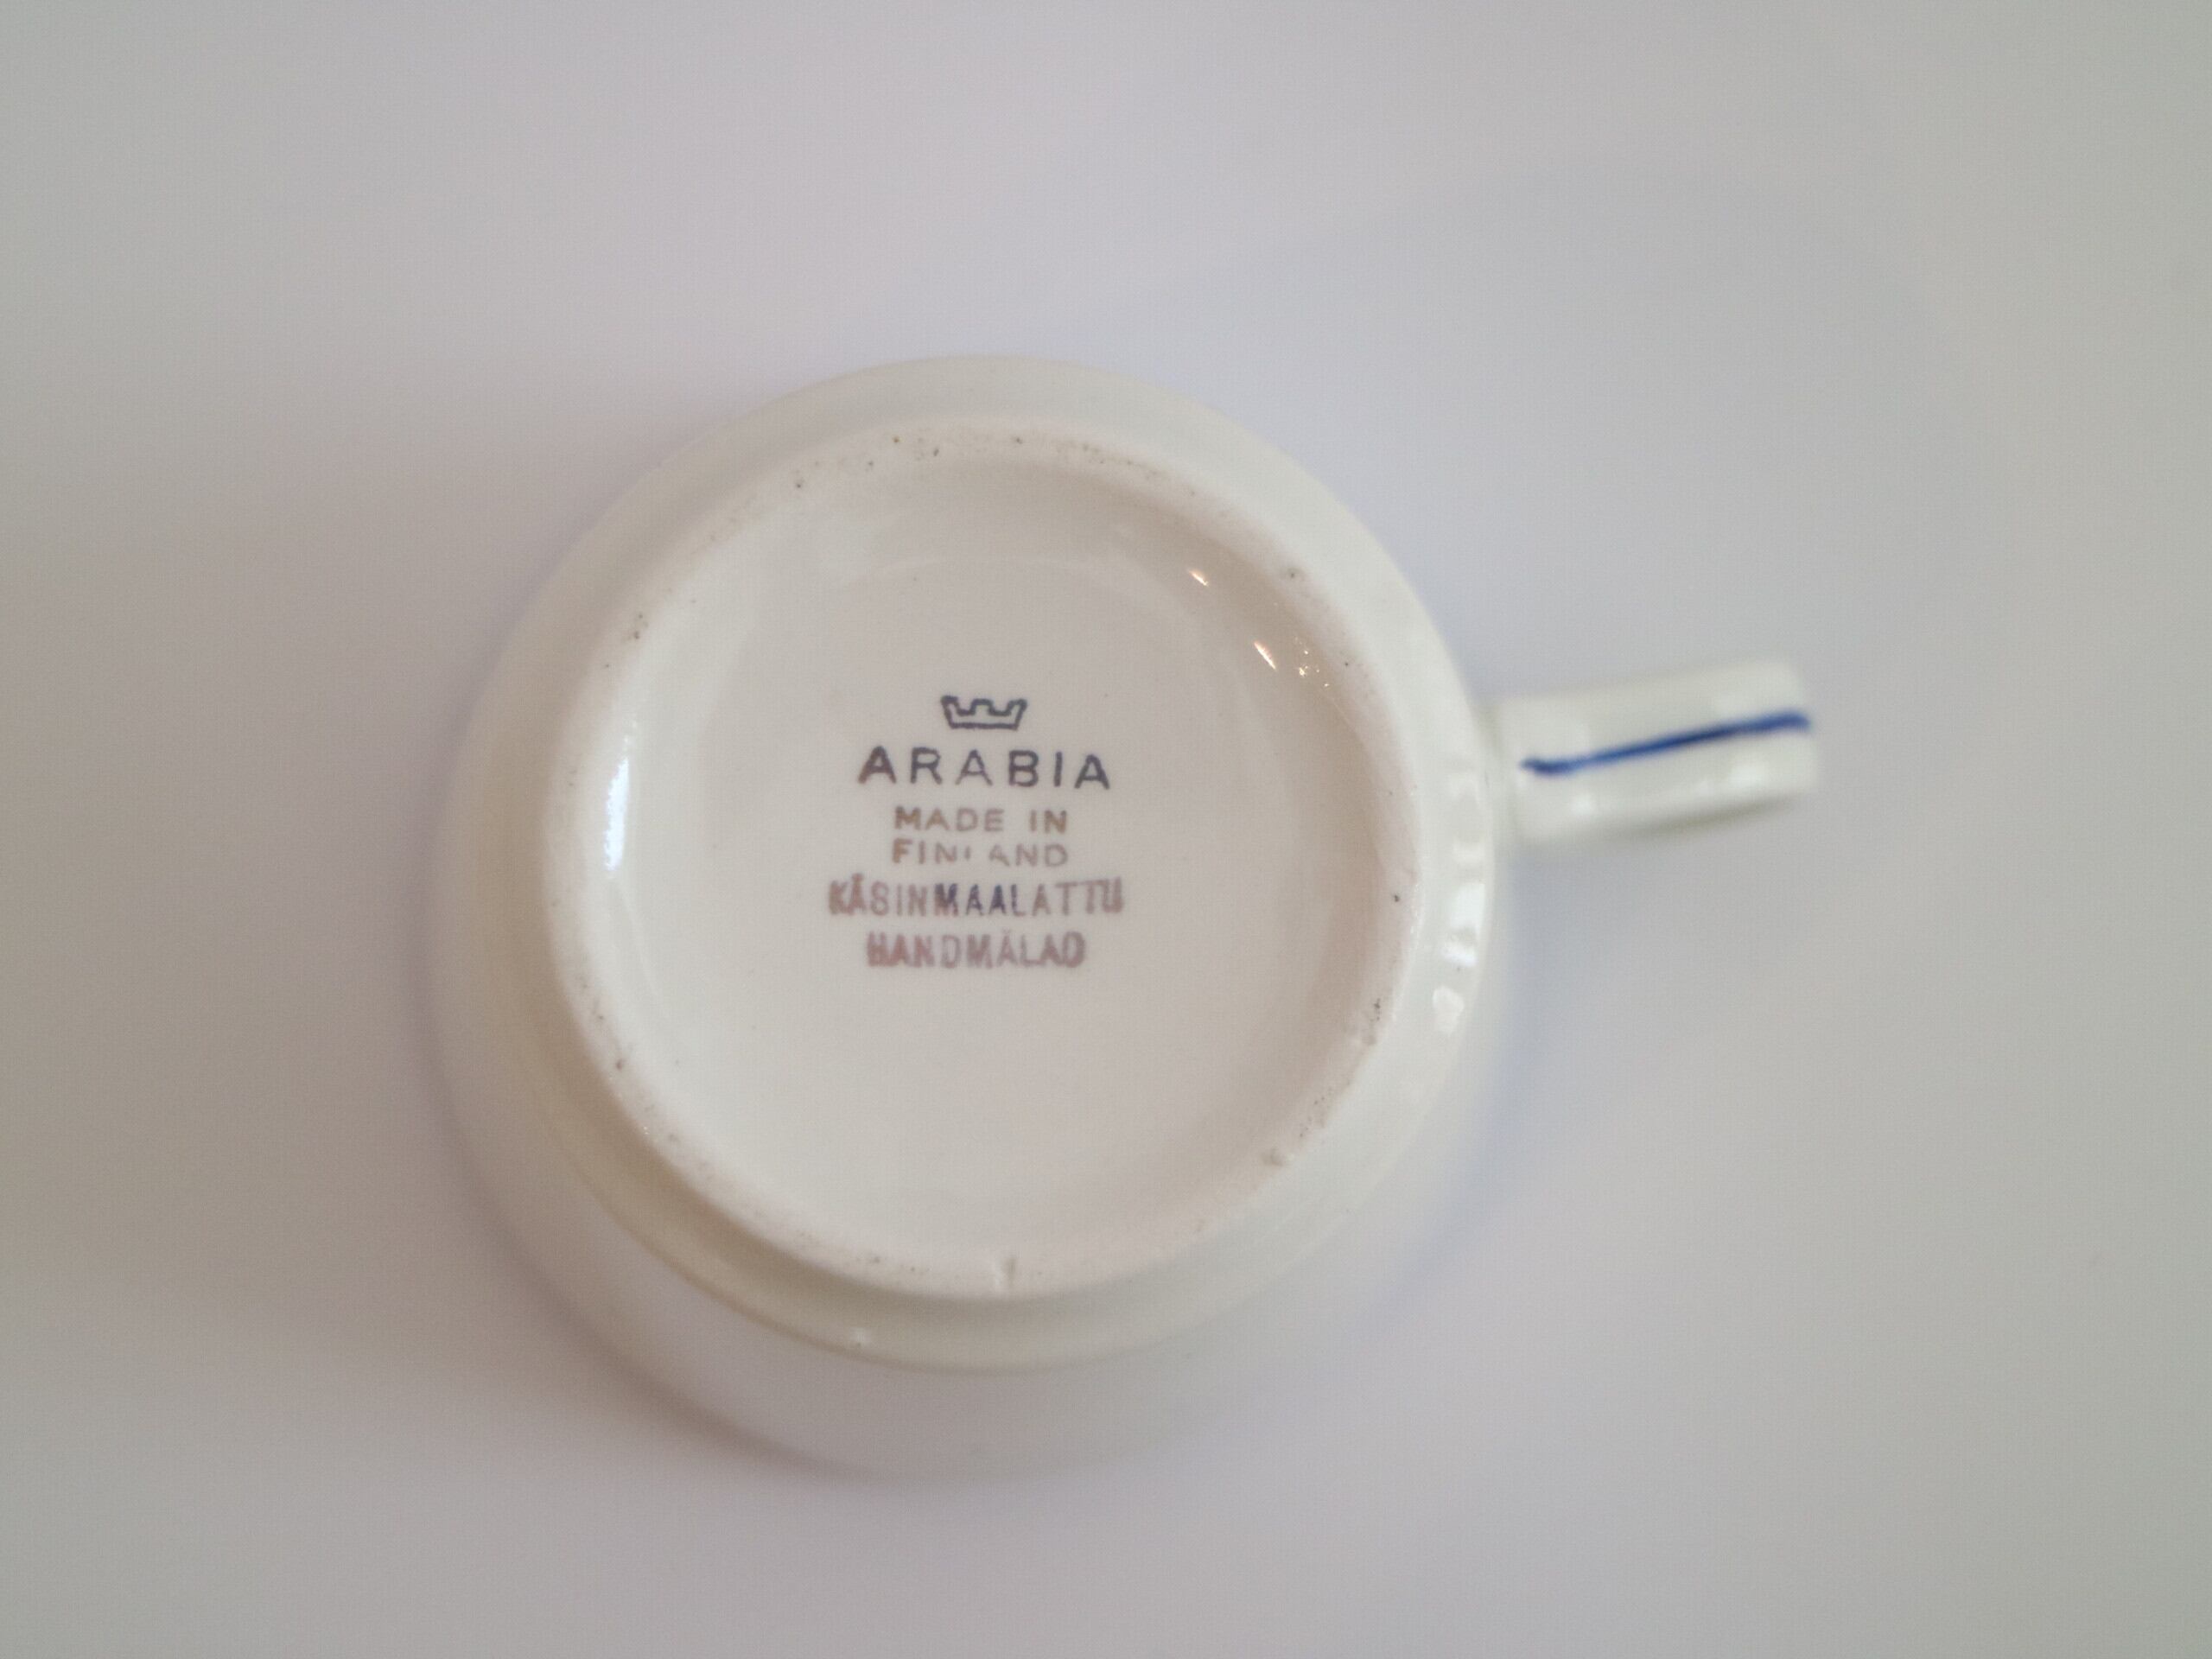 ARABIA
MADE IN
FINLAND
KÄSINMAALATTU
HANDMÅLAD